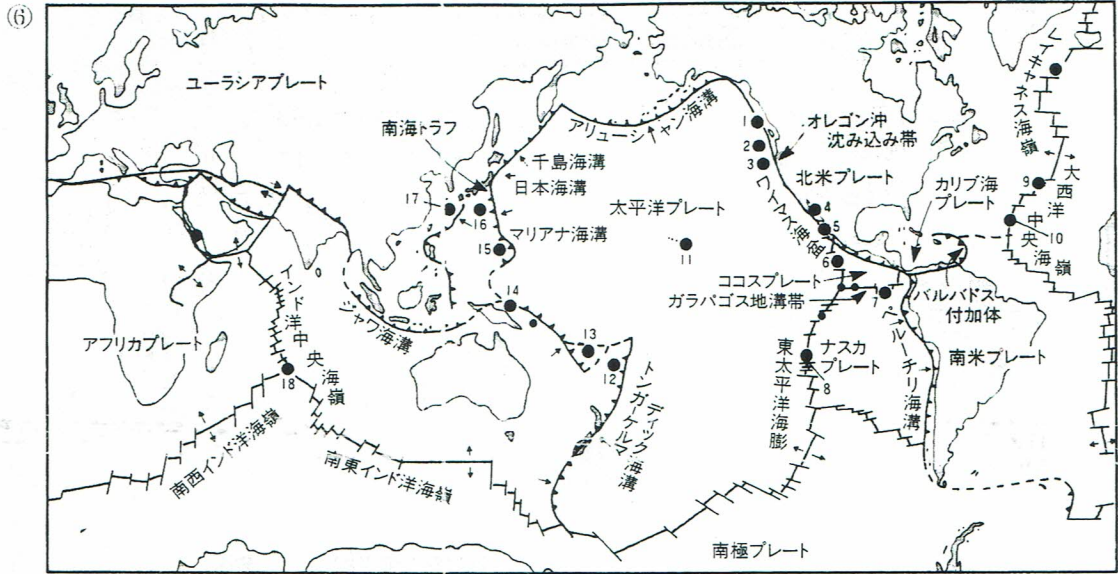 ⑥
ユーラシアプレート
南海トラフ
アリューシャン海溝
千島海溝
日本海溝
マリアナ海溝
太平洋プレート
オレゴン沖
沈み込み帯
北米プレート
カリブ海
プレート
レイキャネス海嶺
大西洋
中央海嶺
ワイマス海盆
ココスプレート
ガラパゴス地溝帯
バルバドス
付加体
ペルーチリ海溝
南米プレート
ナスカ
プレート
東太平洋海膨
アフリカプレート
インド洋中央海嶺
ジャワ海溝
トンガーケルマ
ディック海溝
南西インド洋海嶺
南東インド洋海嶺
南極プレート
1
2
3
4
5
6
7
8
9
10
11
12
13
14
15
16
17
18